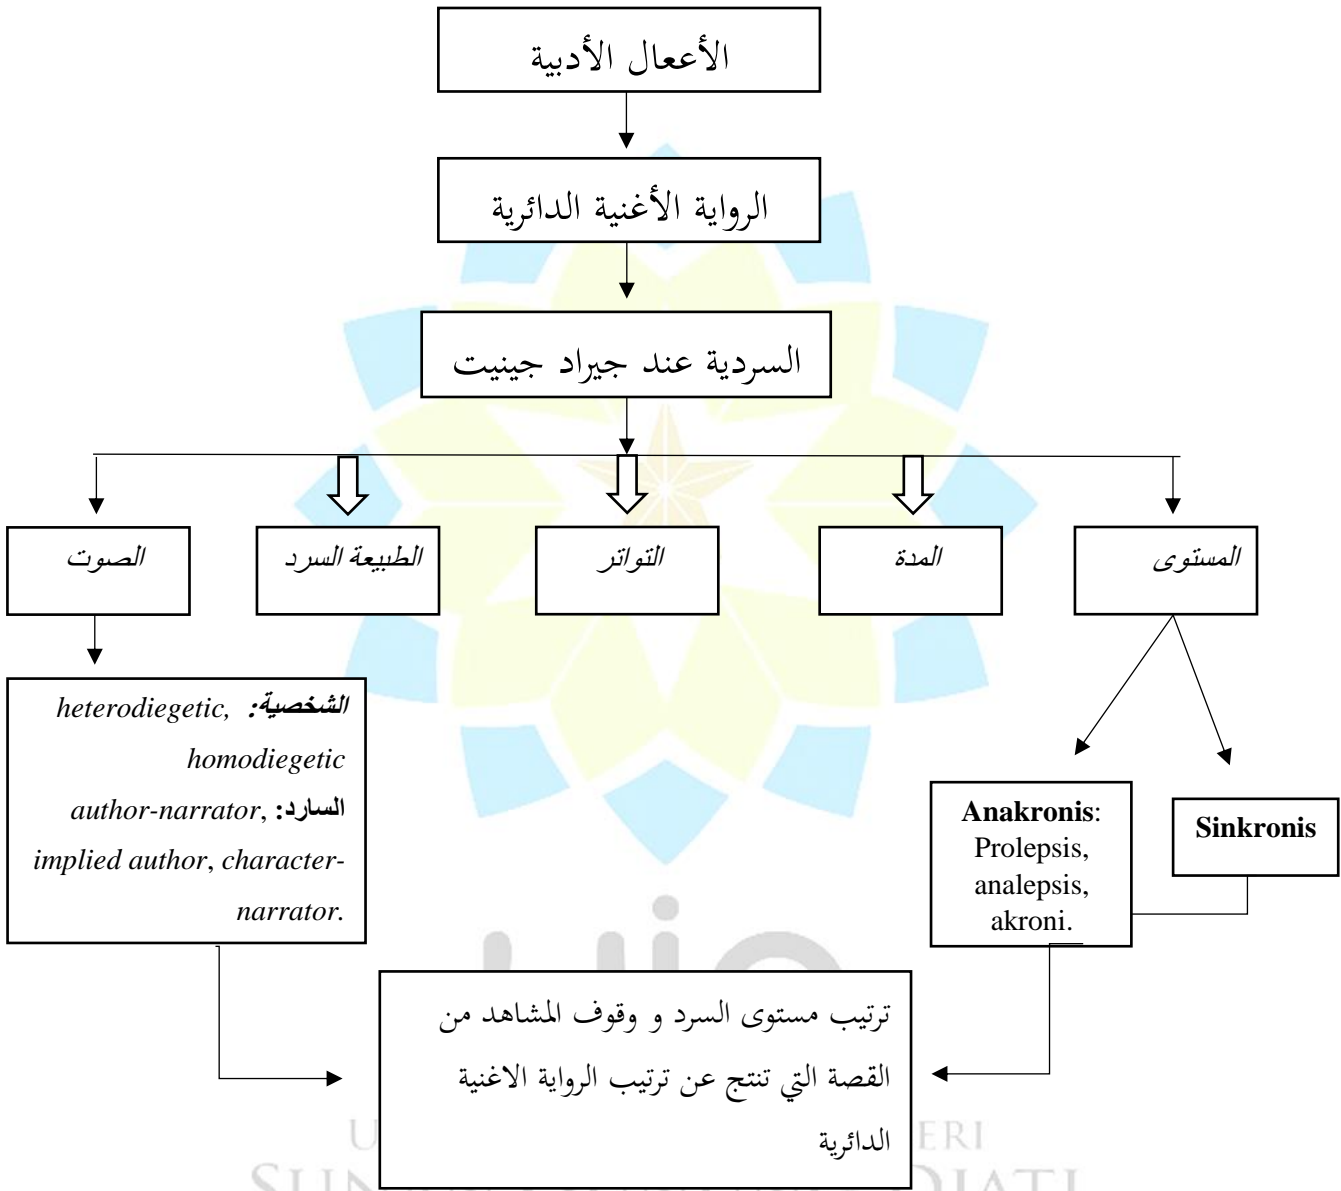 الأععال الأدبية
الرواية الأغنية الدائرية
السردية عند جيراد جينيت
المستوى
المدة
التواتر
الطبيعة السرد
الصوت
الشخصية: heterodiegetic,
homodiegetic
السارد: author-narrator,
implied author, character-
narrator.
Anakronis:
Prolepsis,
analepsis,
akroni.
Sinkronis
ترتيب مستوى السرد و وقوف المشاهد من
القصة التي تنتج عن ترتيب الرواية الاغنية
الدائرية
uin